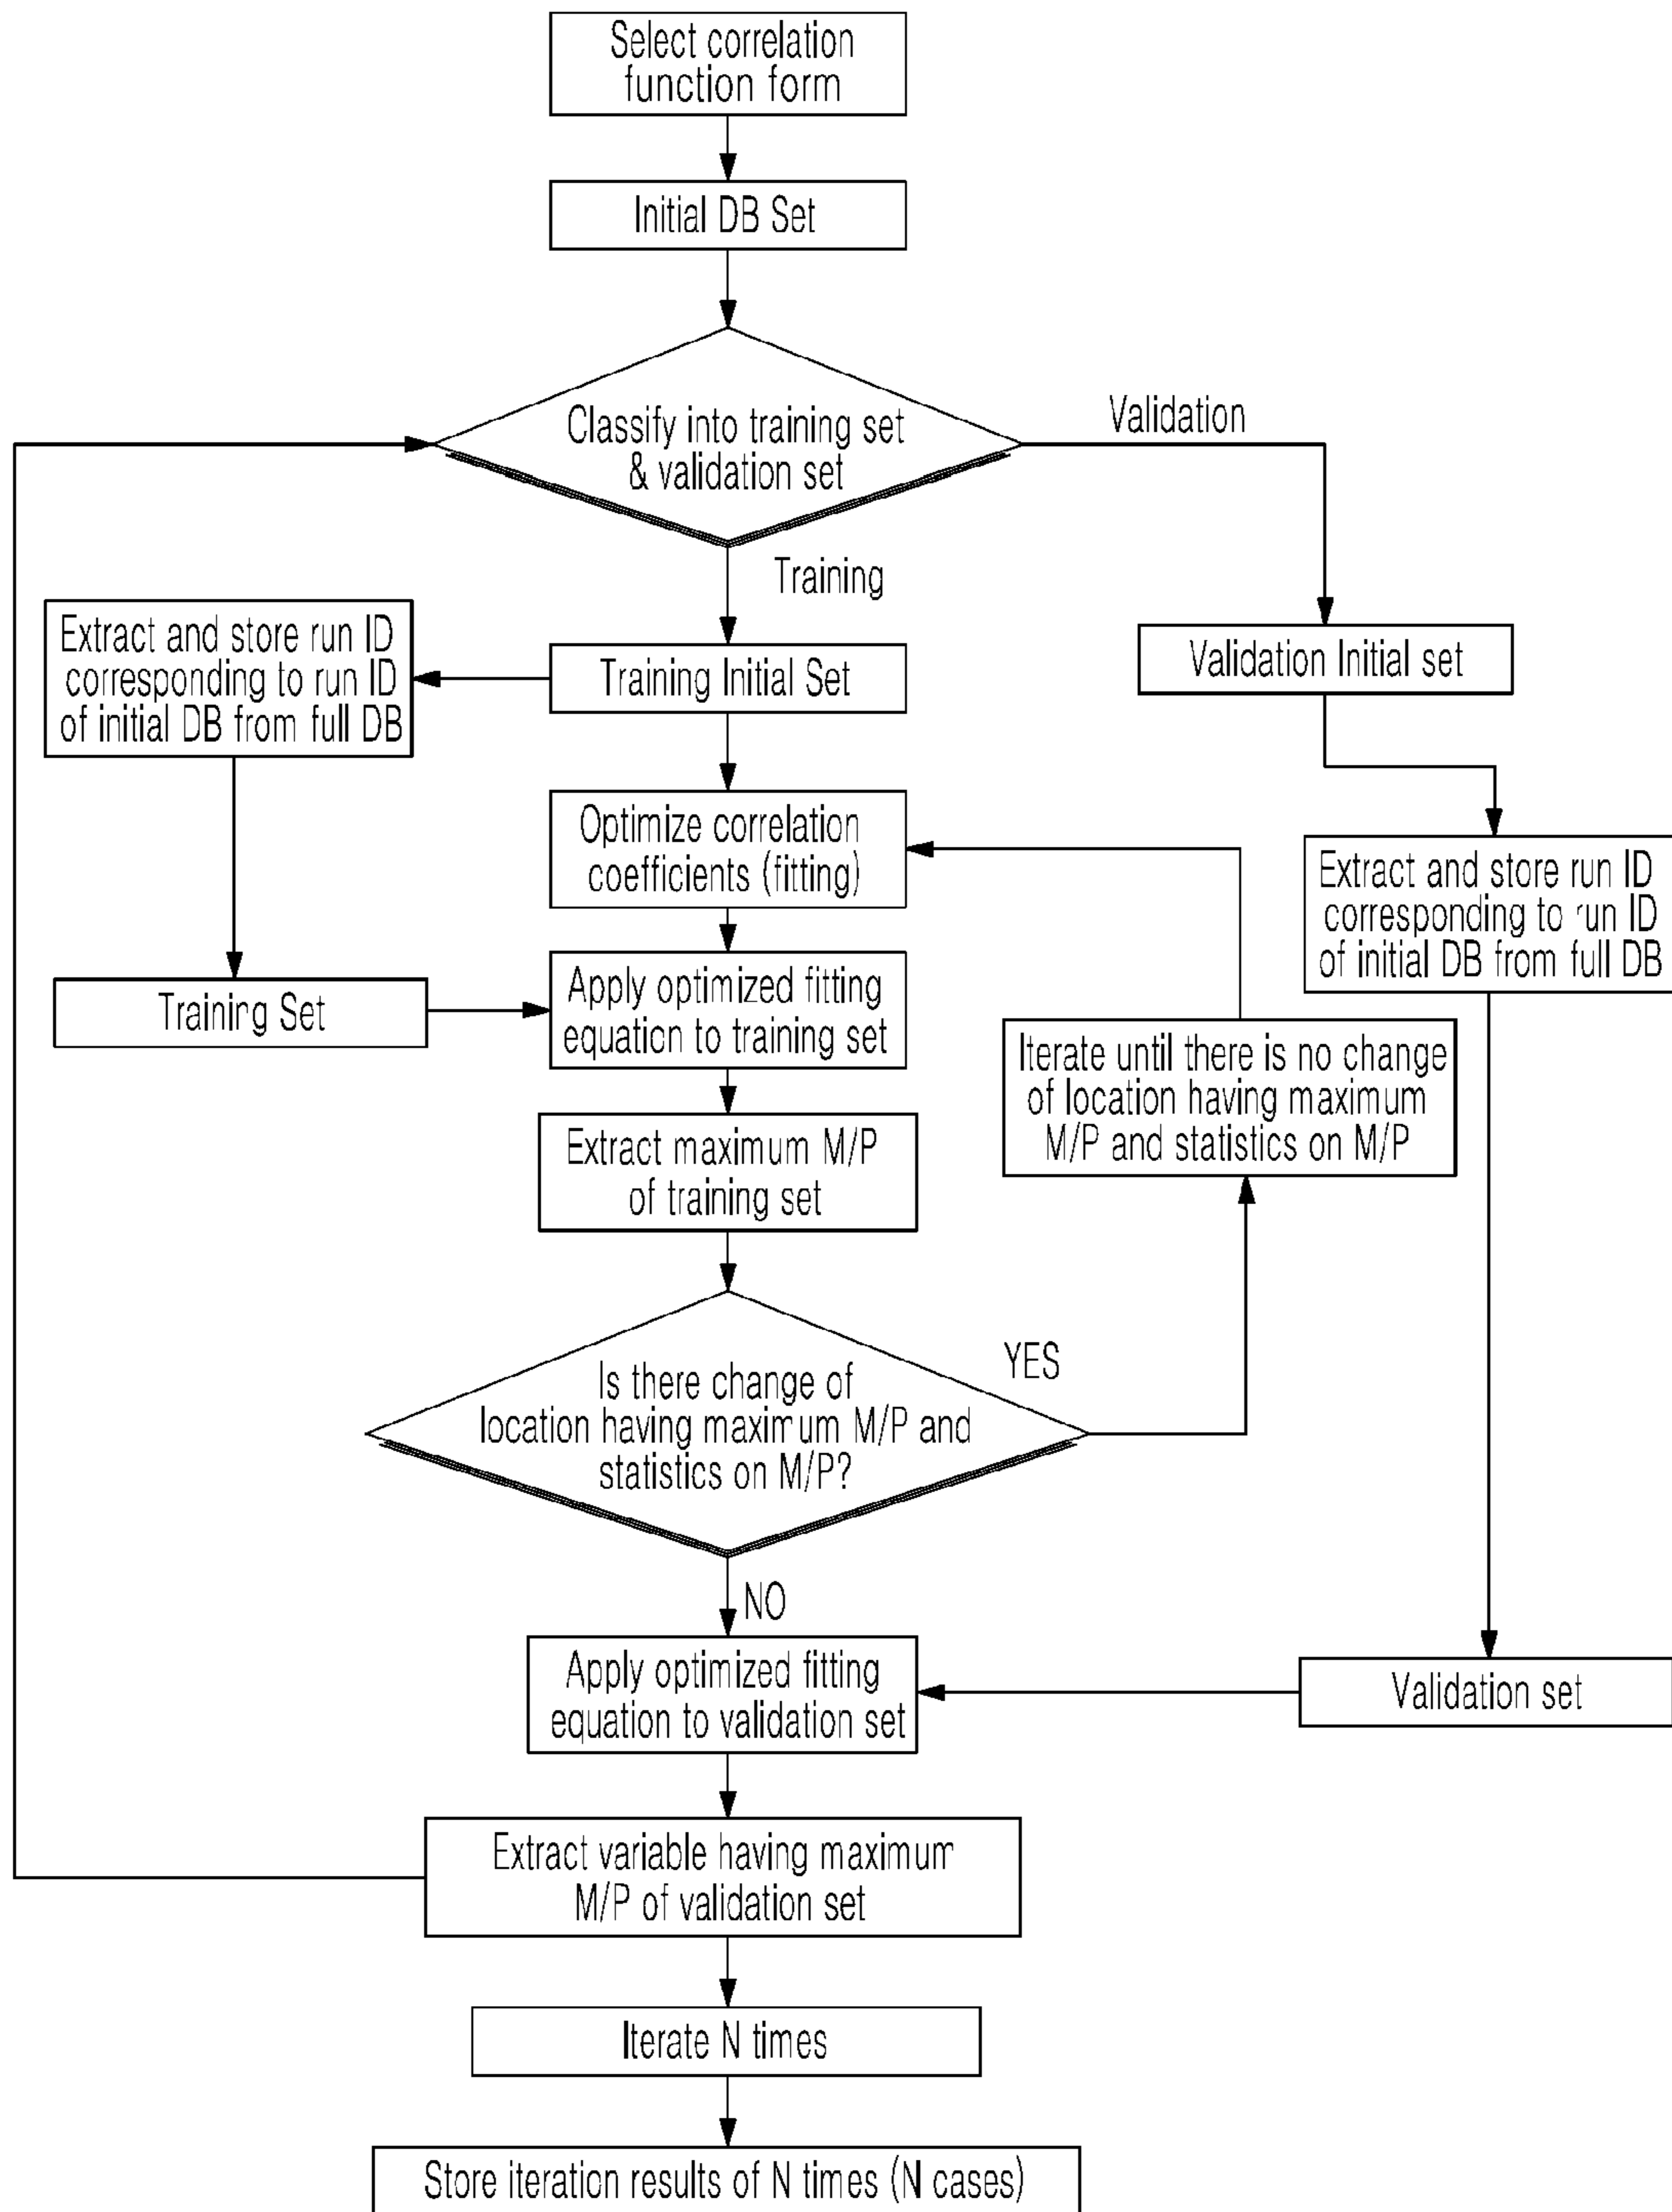 Select correlation
function form
Initial DB Set
Classify into training set
& validation set
Validation
Training
Extract and store run ID
corresponding to run ID
of initial DB from full DB
Training Initial Set
Validation Initial set
Optimize correlation
coefficients (fitting)
Extract and store run ID
corresponding to run ID
of initial DB from full DB
Training Set
Apply optimized fitting
equation to training set
Iterate until there is no change
of location having maximum
M/P and statistics on M/P
Extract maximum M/P
of training set
YES
Is there change of
location having maximum M/P and
statistics on M/P?
NO
Apply optimized fitting
equation to validation set
Validation set
Extract variable having maximum
M/P of validation set
Iterate N times
Store iteration results of N times (N cases)